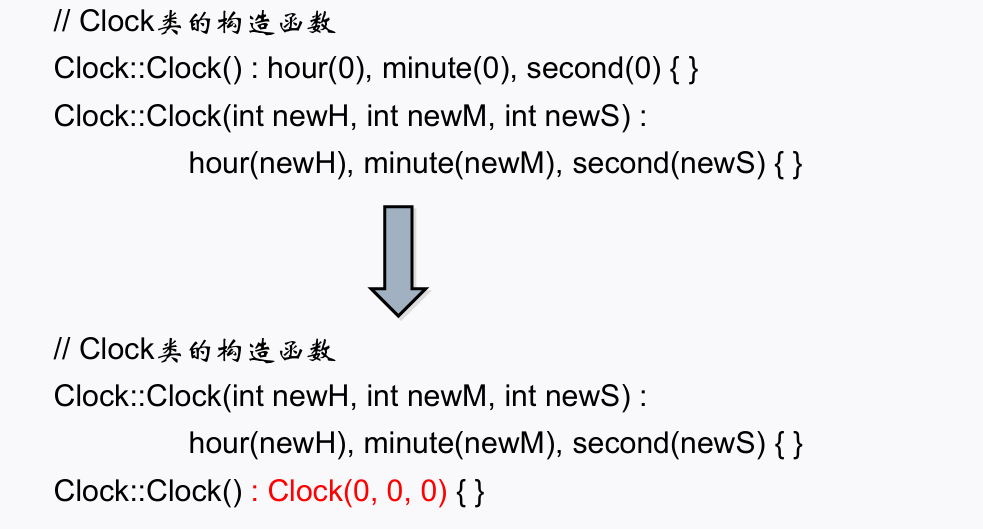 // Clock类的构造函数
Clock::Clock() : hour(0), minute(0), second(0) { }
Clock::Clock(int newH, int newM, int newS) :
hour(newH), minute(newM), second(newS) { }
// Clock类的构造函数
Clock::Clock(int newH, int newM, int newS) :
hour(newH), minute(newM), second(newS) { }
Clock::Clock() : Clock(0, 0, 0) { }